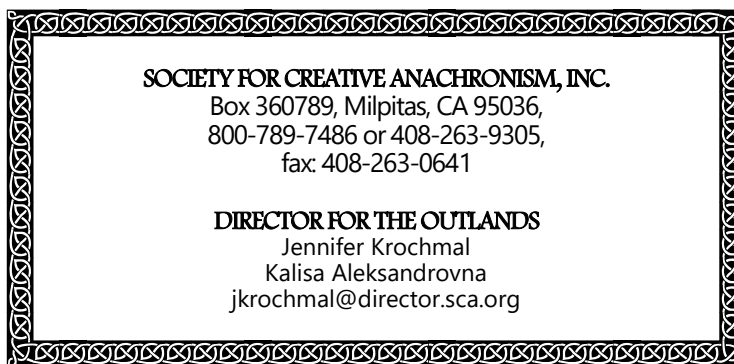 SOCIETY FOR CREATIVE ANACHRONISM, INC.
Box 360789, Milpitas, CA 95036,
800-789-7486 or 408-263-9305,
fax: 408-263-0641
DIRECTOR FOR THE OUTLANDS
Jennifer Krochmal
Kalisa Aleksandrovna
jkrochmal@director.sca.org